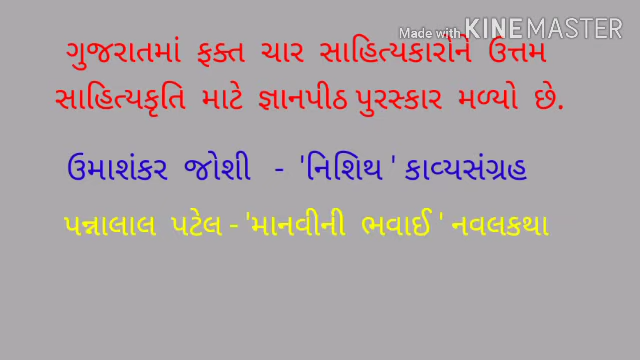 Made with KINEMASTER
ગુજરાતમાં ફક્ત ચાર સાહિત્યકારોને ઉત્તમ
સાહિત્યકૃતિ માટે જ્ઞાનપીઠ પુરસ્કાર મળ્યો છે.
ઉમાશંકર જોશી - 'નિશિથ ' કાવ્યસંગ્રહ
પન્નાલાલ પટેલ - 'માનવીની ભવાઈ ' નવલકથા